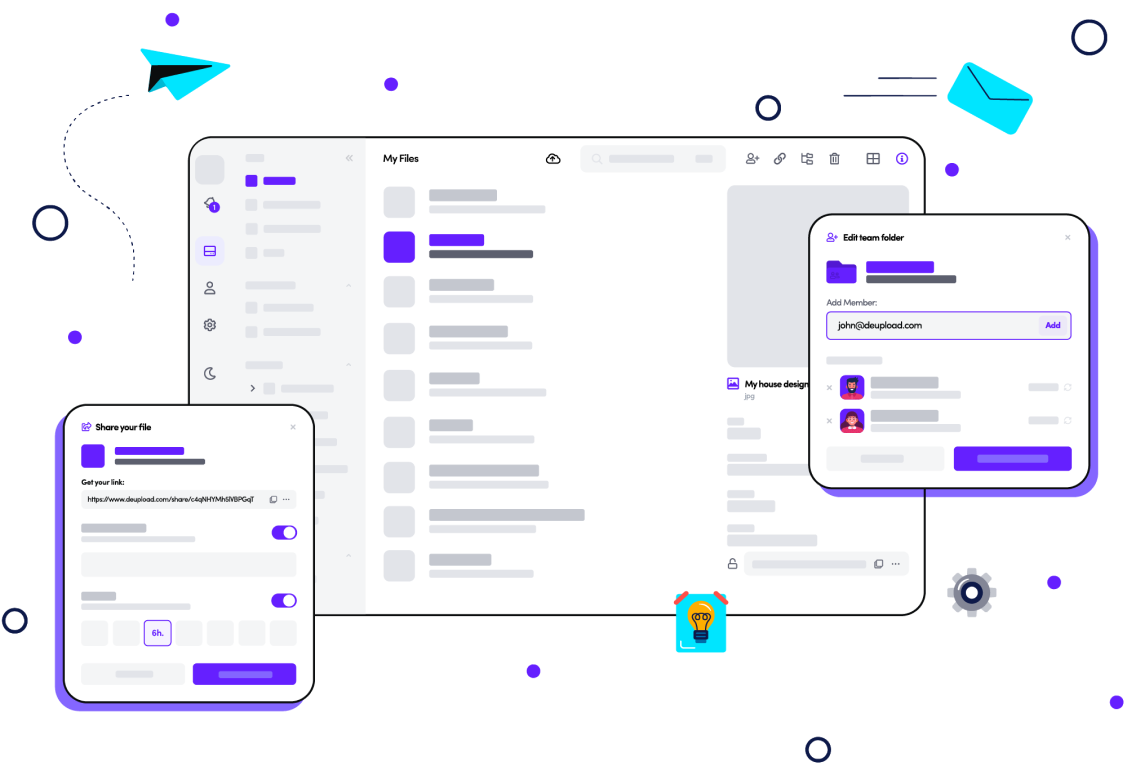 My Files
1
My house design
jpg
Edit team folder
Add Member:
john@deupload.com
Add
Share your file
Get your link:
https://www.deupload.com/share/c4qNHYMh5lVBPGqjT
6h.